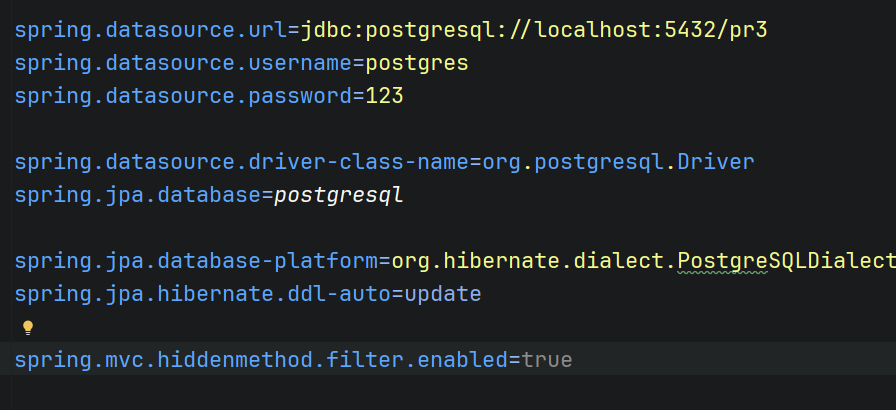 spring.datasource.url=jdbc:postgresql://localhost:5432/pr3
spring.datasource.username=postgres
spring.datasource.password=123
spring.datasource.driver-class-name=org.postgresql.Driver
spring.jpa.database=postgresql
spring.jpa.database-platform=org.hibernate.dialect.PostgreSQLDialect
spring.jpa.hibernate.ddl-auto=update
spring.mvc.hiddenmethod.filter.enabled=true